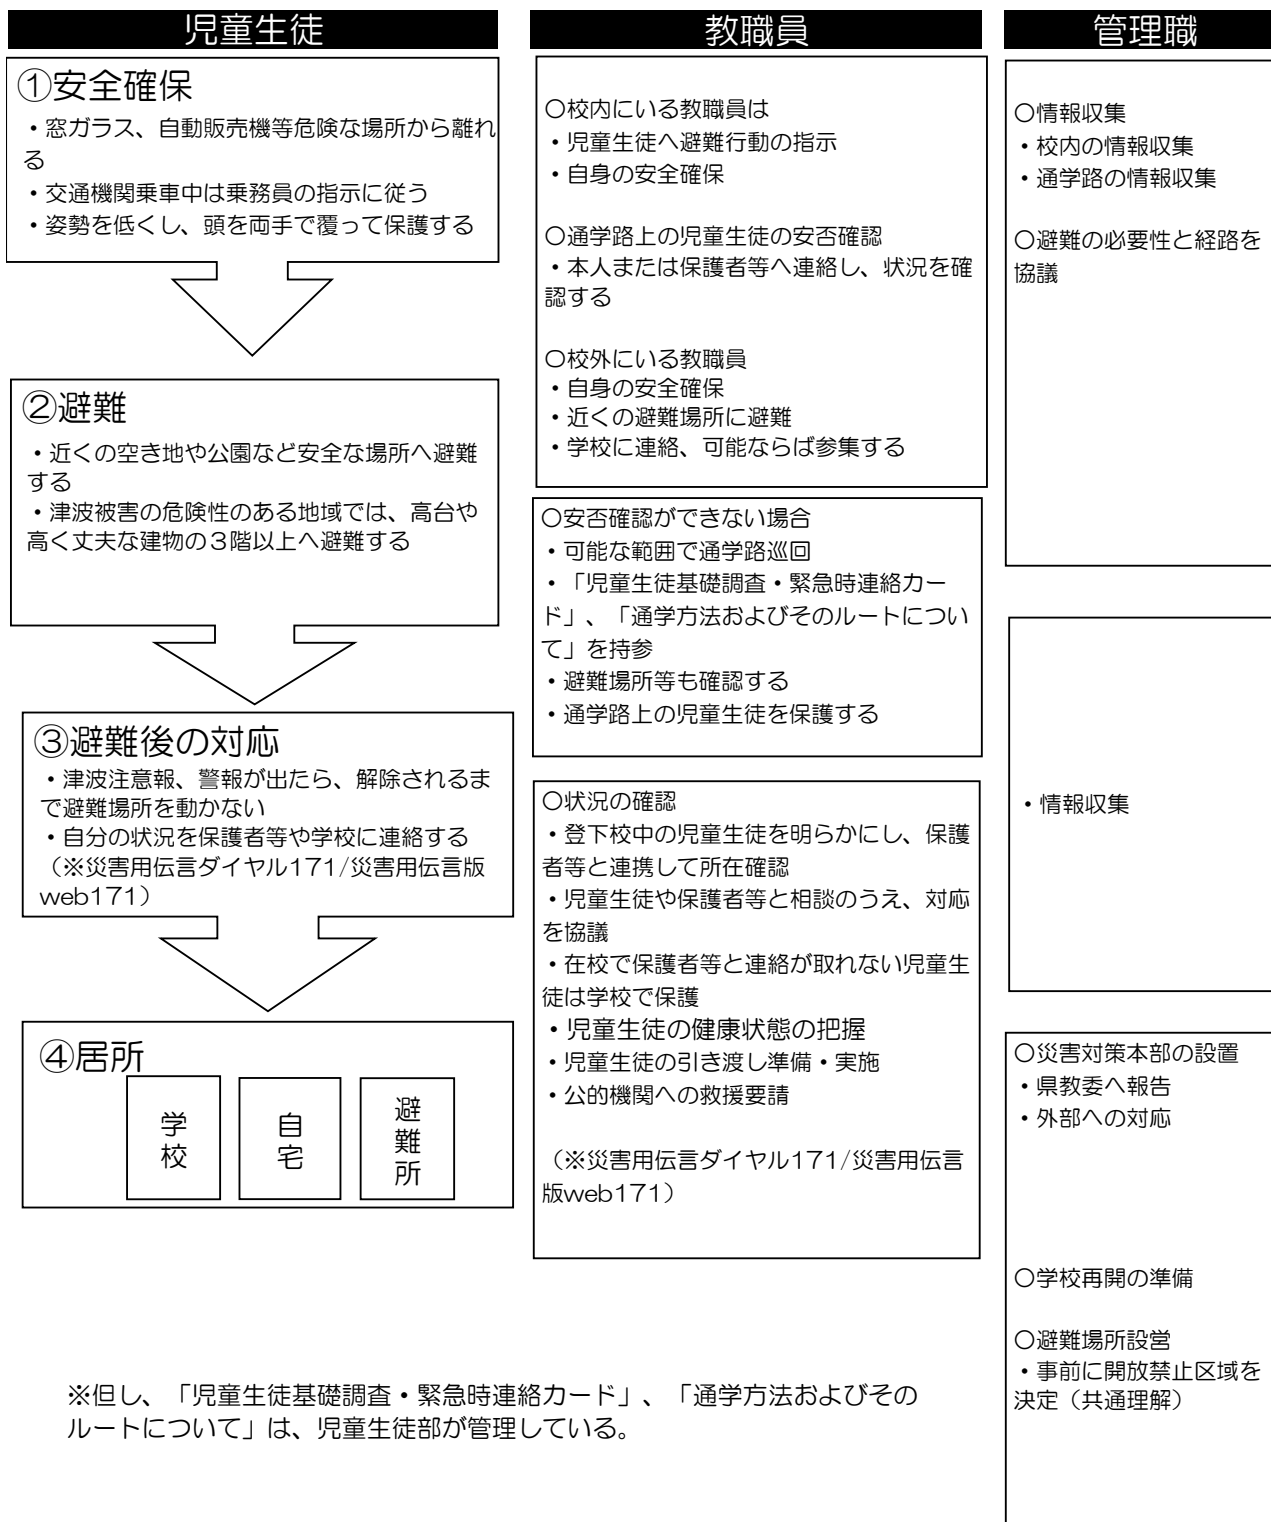 児童生徒
①安全確保
・窓ガラス、自動販売機等危険な場所から離れ
る
・交通機関乗車中は乗務員の指示に従う
・姿勢を低くし、頭を両手で覆って保護する
②避難
・近くの空き地や公園など安全な場所へ避難
する
・津波被害の危険性のある地域では、高台や
高く丈夫な建物の３階以上へ避難する
③避難後の対応
・津波注意報、警報が出たら、解除されるま
で避難場所を動かない
・自分の状況を保護者等や学校に連絡する
（※災害用伝言ダイヤル171/災害用伝言版
web171）
④居所
学校
自宅
避難所
教職員
〇校内にいる教職員は
・児童生徒へ避難行動の指示
・自身の安全確保
〇通学路上の児童生徒の安否確認
・本人または保護者等へ連絡し、状況を確
認する
〇校外にいる教職員
・自身の安全確保
・近くの避難場所に避難
・学校に連絡、可能ならば参集する
〇安否確認ができない場合
・可能な範囲で通学路巡回
・「児童生徒基礎調査・緊急時連絡カー
ド」、「通学方法およびそのルートについ
て」を持参
・避難場所等も確認する
・通学路上の児童生徒を保護する
〇状況の確認
・登下校中の児童生徒を明らかにし、保護
者等と連携して所在確認
・児童生徒や保護者等と相談のうえ、対応
を協議
・在校で保護者等と連絡が取れない児童生
徒は学校で保護
・児童生徒の健康状態の把握
・児童生徒の引き渡し準備・実施
・公的機関への救援要請
（※災害用伝言ダイヤル171/災害用伝言
版web171）
管理職
〇情報収集
・校内の情報収集
・通学路の情報収集
〇避難の必要性と経路を
協議
・情報収集
〇災害対策本部の設置
・県教委へ報告
・外部への対応
〇学校再開の準備
〇避難場所設営
・事前に開放禁止区域を
決定（共通理解）
※但し、「児童生徒基礎調査・緊急時連絡カード」、「通学方法およびその
ルートについて」は、児童生徒部が管理している。